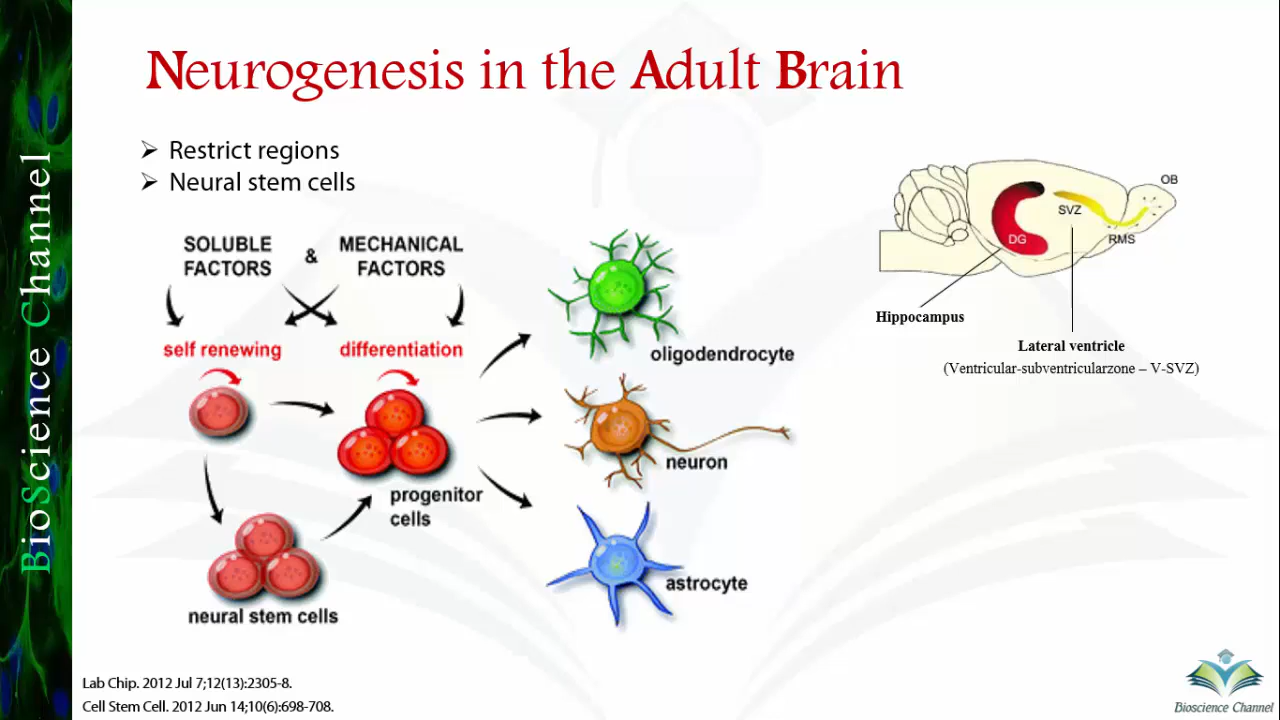 BioScience Channel
Neurogenesis in the Adult Brain
➢ Restrict regions
➢ Neural stem cells
SOLUBLE
FACTORS
&
MECHANICAL
FACTORS
self renewing
differentiation
progenitor
cells
neural stem cells
oligodendrocyte
neuron
astrocyte
OB
SVZ
DG
RMS
Hippocampus
Lateral ventricle
(Ventricular-subventricularzone – V-SVZ)
Lab Chip. 2012 Jul 7;12(13):2305-8.
Cell Stem Cell. 2012 Jun 14;10(6):698-708.
Bioscience Channel